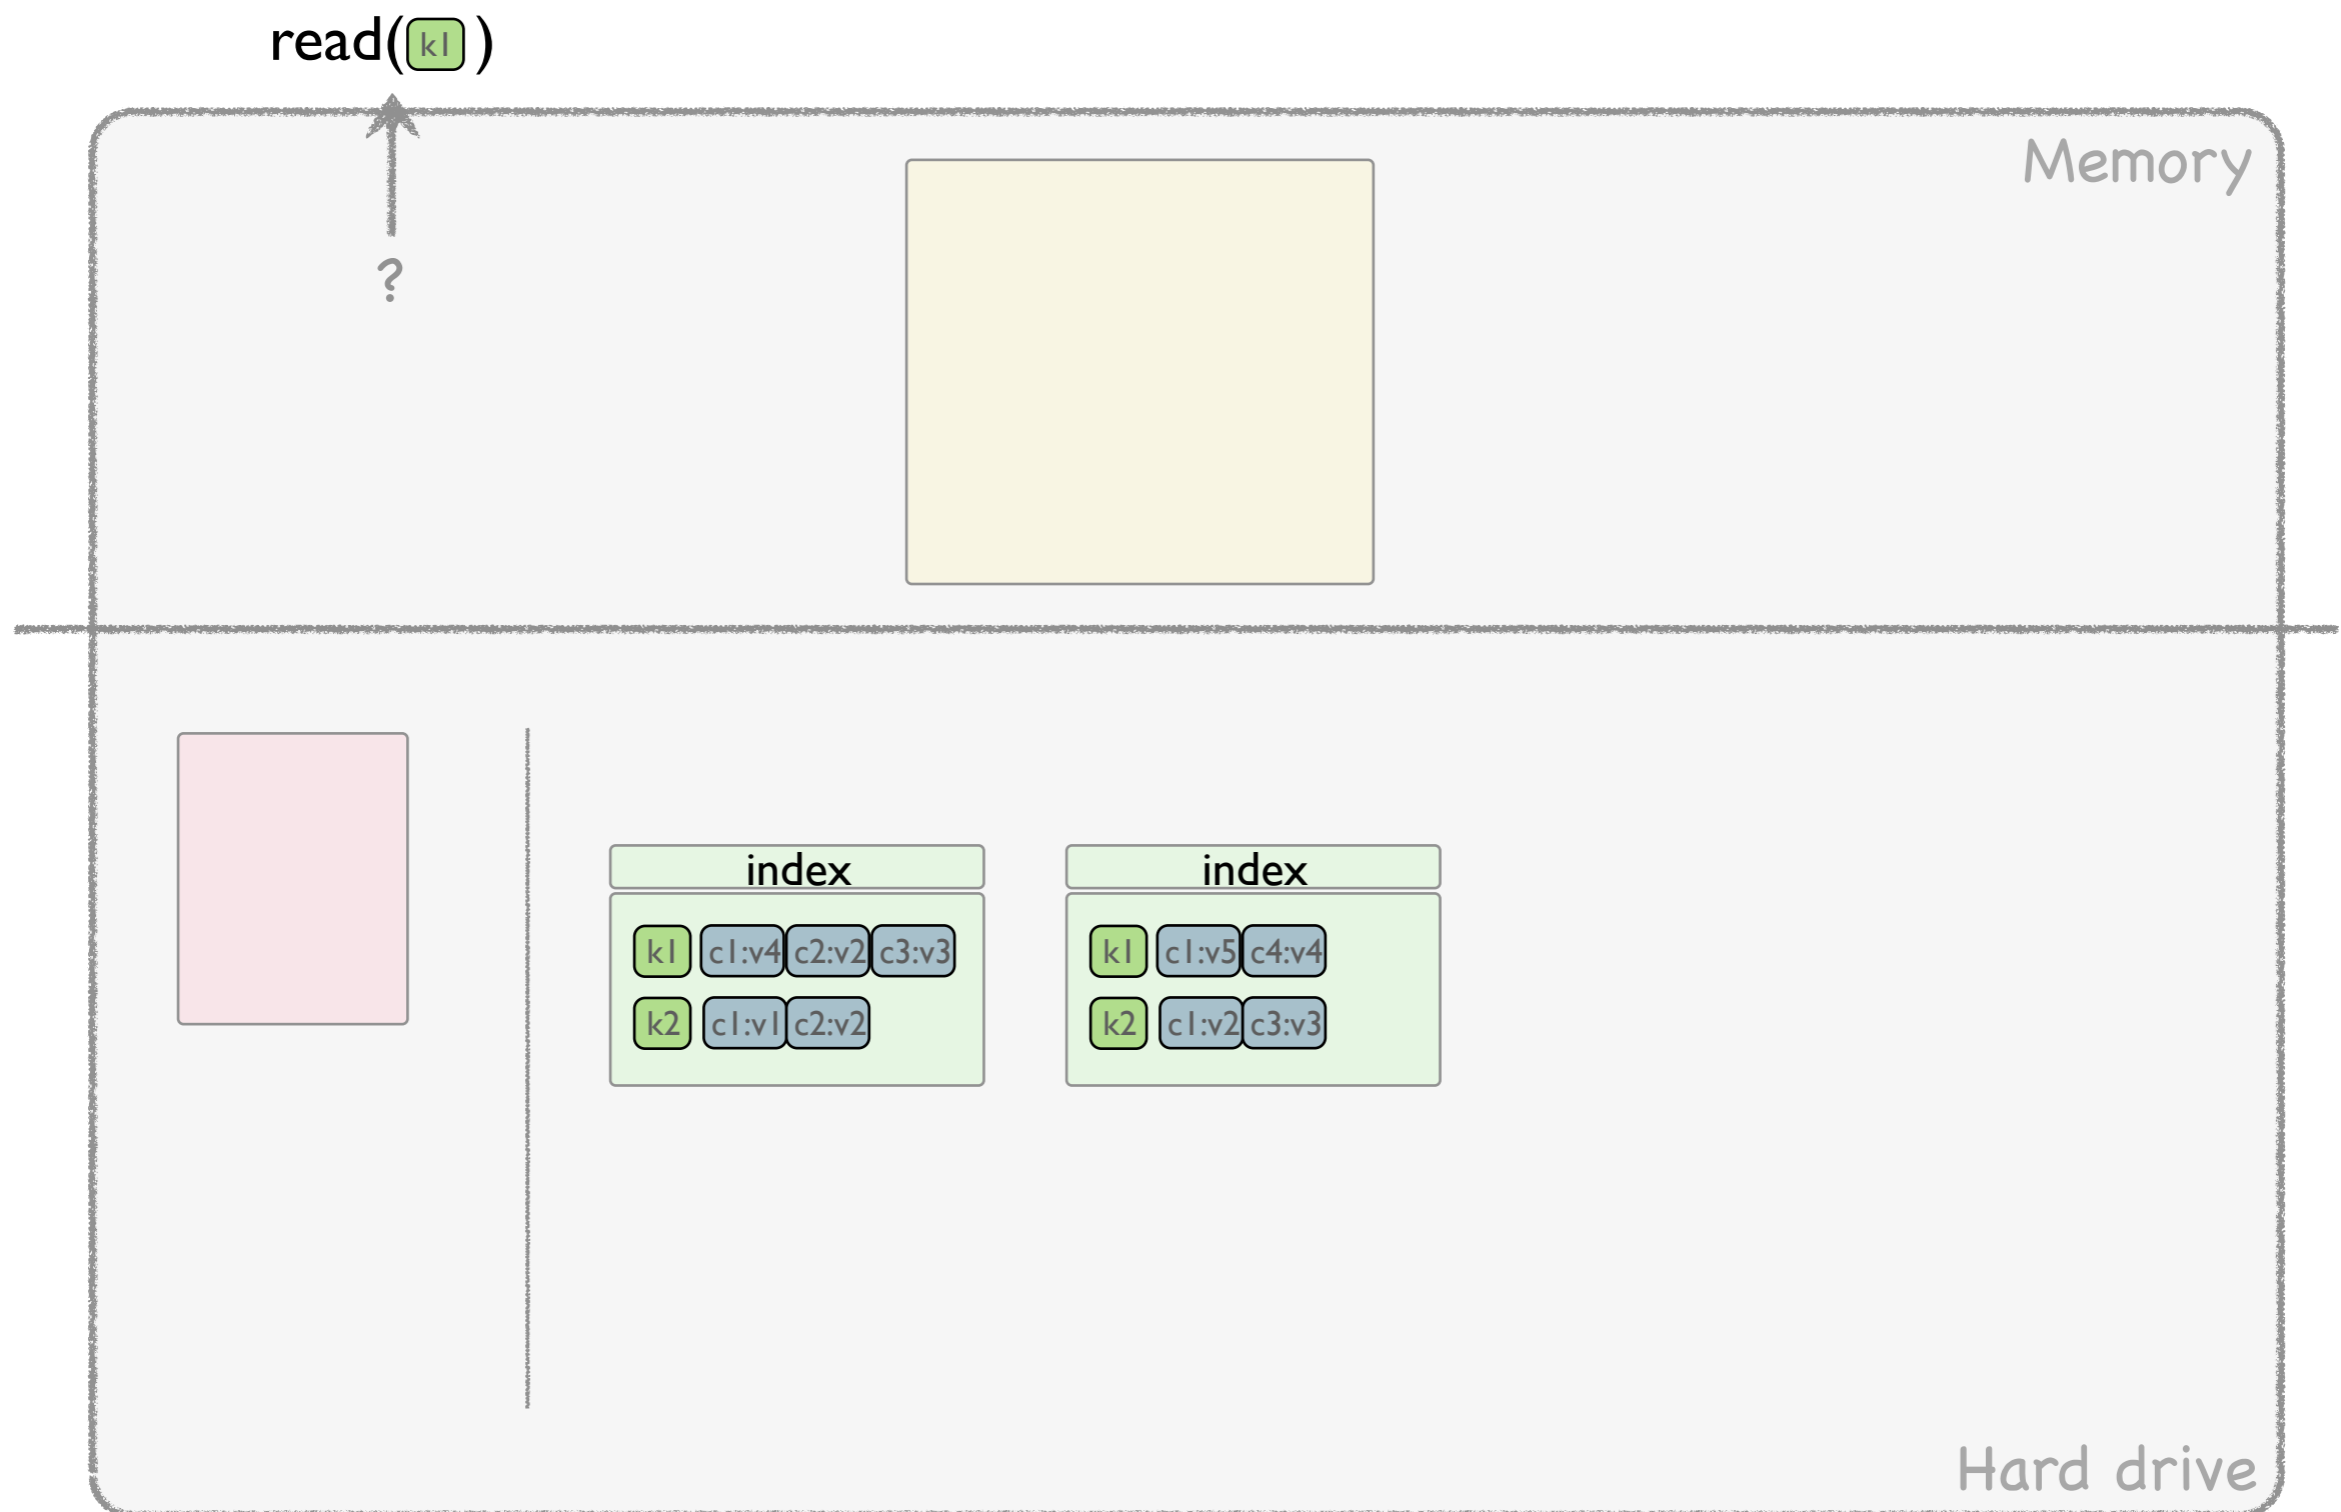 read( k1 )
Memory
?
index
k1 c1:v4 c2:v2 c3:v3
k2 c1:v1 c2:v2
index
k1 c1:v5 c4:v4
k2 c1:v2 c3:v3
Hard drive